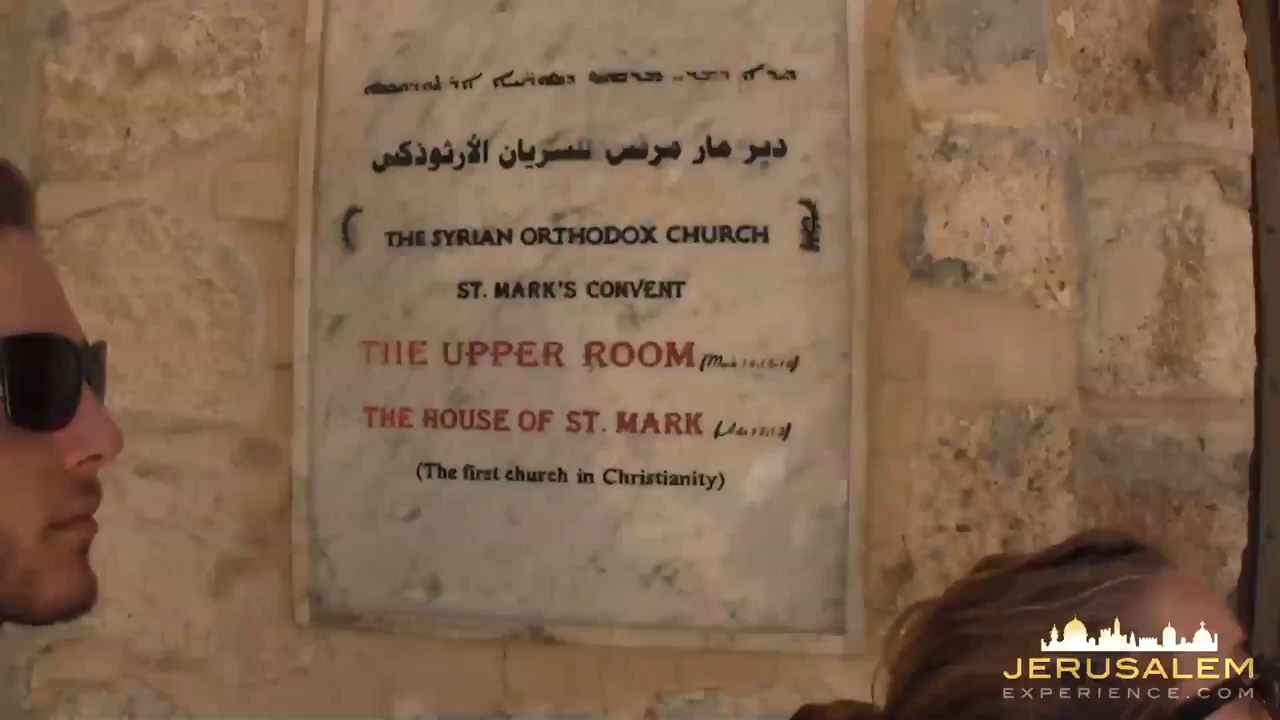 دير مار مرقس للسريان الأرثوذكس
THE SYRIAN ORTHODOX CHURCH
ST. MARK'S CONVENT
THE UPPER ROOM
THE HOUSE OF ST. MARK
(The first church in Christianity)
JERUSALEM
EXPERIENCE.COM